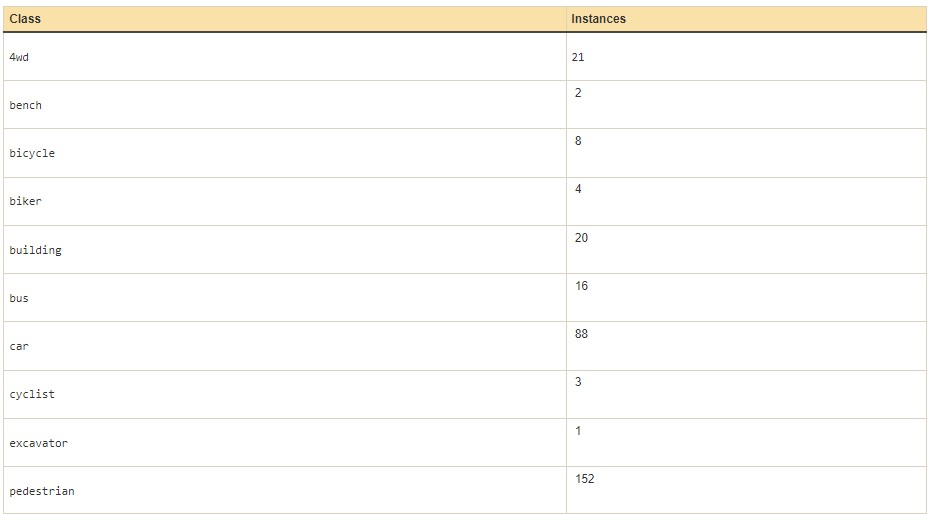 Class Instances
4wd 21
bench 2
bicycle 8
biker 4
building 20
bus 16
car 88
cyclist 3
excavator 1
pedestrian 152